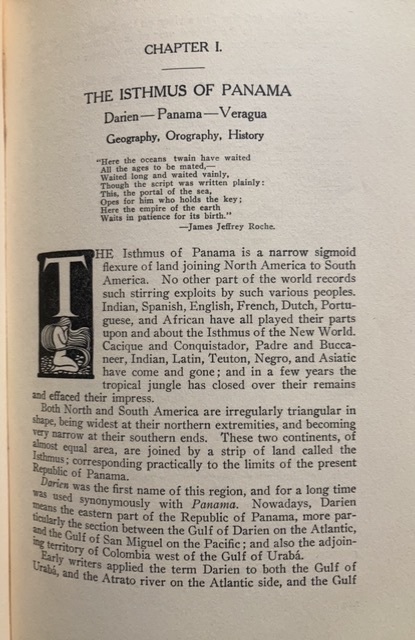 CHAPTER I.
THE ISTHMUS OF PANAMA
Darien—Panama—Veragua
Geography, Orography, History
"Here the oceans twain have waited
All the ages to be mated,—
Waited long and waited vainly,
Though the script was written plainly:
This, the portal of the sea,
Opes for him who holds the key;
Here the empire of the earth
Waits in patience for its birth."
—James Jeffrey Roche.
THE Isthmus of Panama is a narrow sigmoid
flexure of land joining North America to South
America. No other part of the world records
such stirring exploits by such various peoples.
Indian, Spanish, English, French, Dutch, Portu-
guese, and African have all played their parts
upon and about the Isthmus of the New World.
Cacique and Conquistador, Padre and Bucca-
neer, Indian, Latin, Teuton, Negro, and Asiatic
have come and gone; and in a few years the
tropical jungle has closed over their remains
and effaced their impress.
Both North and South America are irregularly triangular in
shape, being widest at their northern extremities, and becoming
very narrow at their southern ends. These two continents, of
almost equal area, are joined by a strip of land called the
Isthmus; corresponding practically to the limits of the present
Republic of Panama.
Darien was the first name of this region, and for a long time
was used synonymously with Panama. Nowadays, Darien
means the eastern part of the Republic of Panama, more par-
ticularly the section between the Gulf of Darien on the Atlantic,
and the Gulf of San Miguel on the Pacific; and also the adjoin-
ing territory of Colombia west of the Gulf of Urabá.
Early writers applied the term Darien to both the Gulf of
Urabá, and the Atrato river on the Atlantic side, and the Gulf